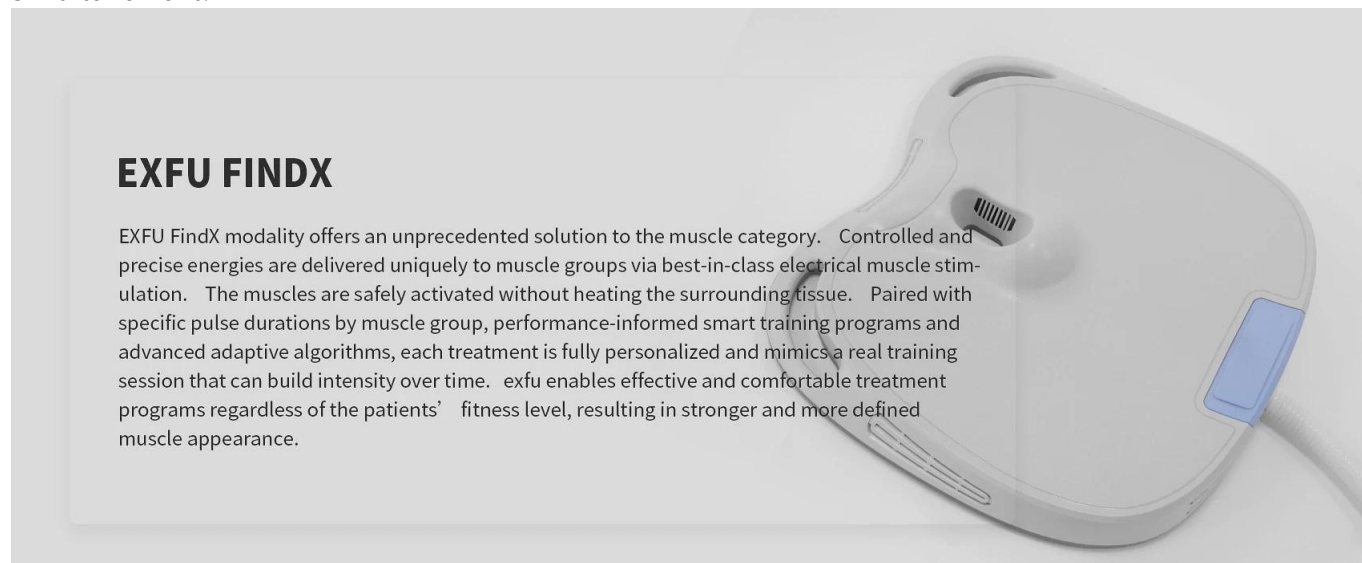 EXFU FINDX
EXFU FindX modality offers an unprecedented solution to the muscle category. Controlled and
precise energies are delivered uniquely to muscle groups via best-in-class electrical muscle stim-
ulation. The muscles are safely activated without heating the surrounding tissue. Paired with
specific pulse durations by muscle group, performance-informed smart training programs and
advanced adaptive algorithms, each treatment is fully personalized and mimics a real training
session that can build intensity over time. exfu enables effective and comfortable treatment
programs regardless of the patients’ fitness level, resulting in stronger and more defined
muscle appearance.